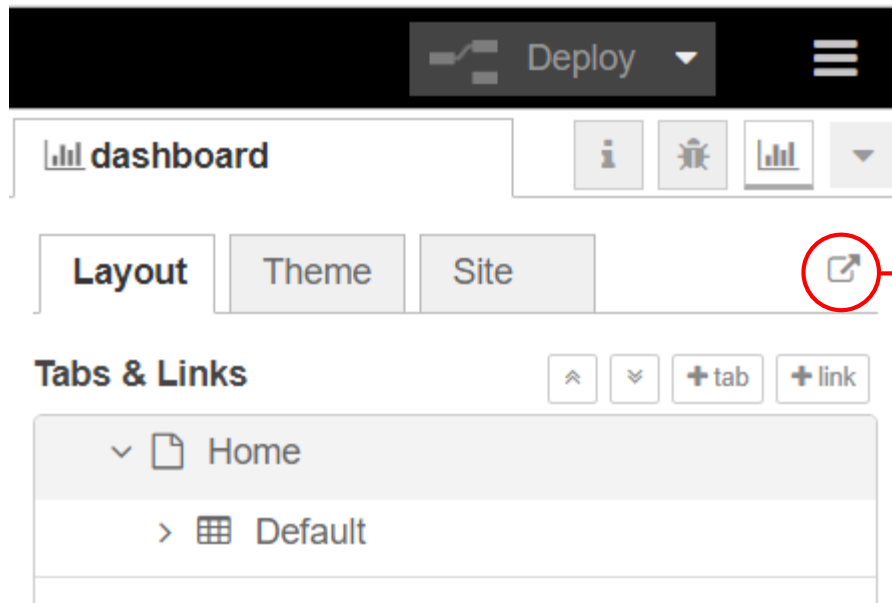 Deploy
dashboard
Layout Theme Site
Tabs & Links
+ tab + link
Home
Default